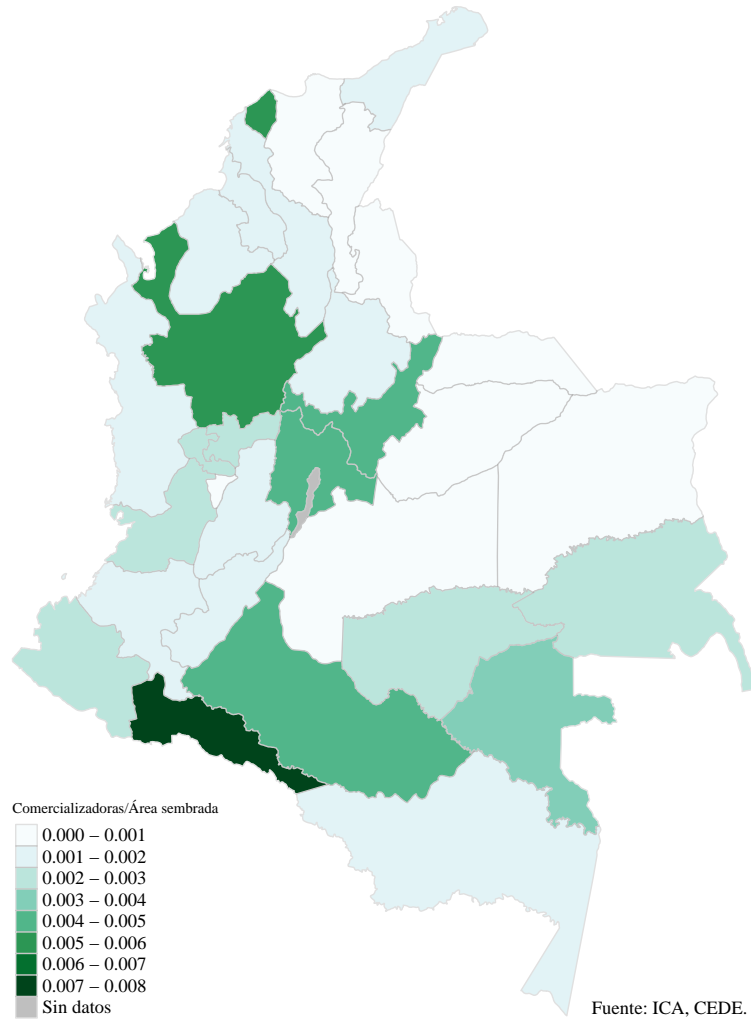 Comercializadoras/Área sembrada
0.000 – 0.001
0.001 – 0.002
0.002 – 0.003
0.003 – 0.004
0.004 – 0.005
0.005 – 0.006
0.006 – 0.007
0.007 – 0.008
Sin datos
Fuente: ICA, CEDE.